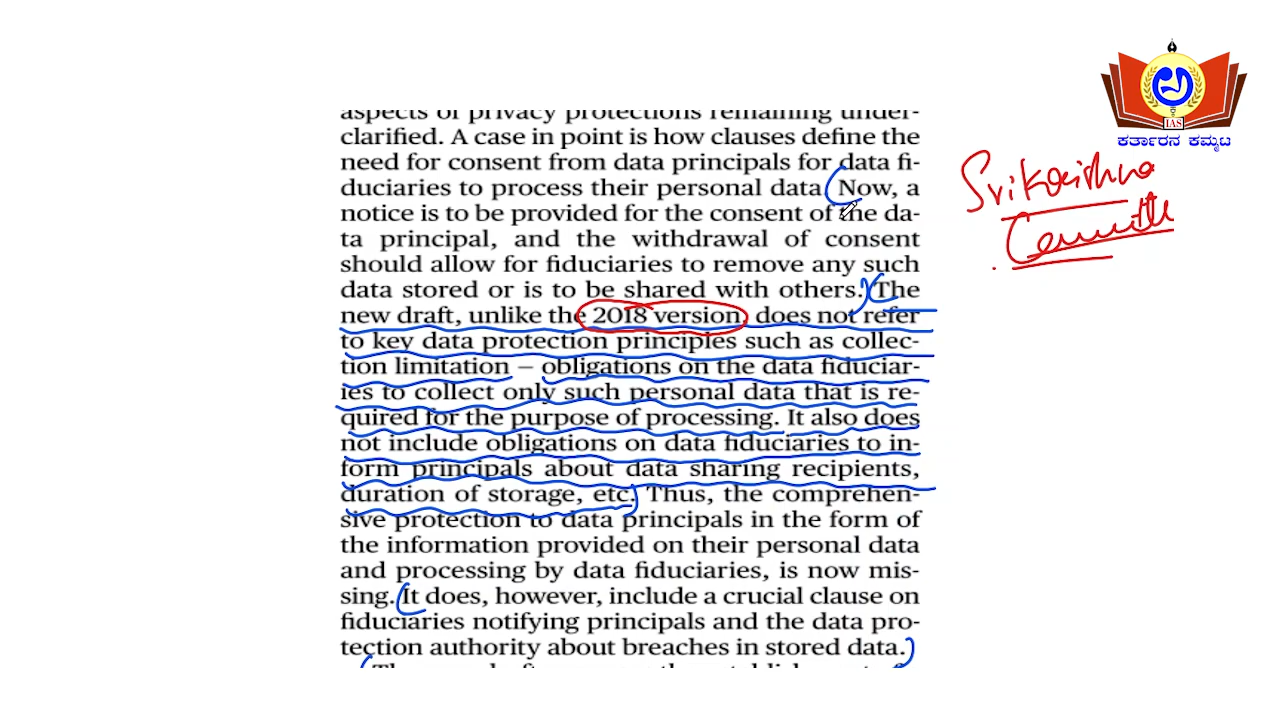 aspects of privacy protections remaining under-
clarified. A case in point is how clauses define the
need for consent from data principals for data fi-
duciaries to process their personal data. Now, a
notice is to be provided for the consent of the da-
ta principal, and the withdrawal of consent
should allow for fiduciaries to remove any such
data stored or is to be shared with others. The
new draft, unlike the 2018 version, does not refer
to key data protection principles such as collec-
tion limitation — obligations on the data fiduciar-
ies to collect only such personal data that is re-
quired for the purpose of processing. It also does
not include obligations on data fiduciaries to in-
form principals about data sharing recipients,
duration of storage, etc. Thus, the comprehen-
sive protection to data principals in the form of
the information provided on their personal data
and processing by data fiduciaries, is now mis-
sing. It does, however, include a crucial clause on
fiduciaries notifying principals and the data pro-
tection authority about breaches in stored data.
IAS
ಕರ್ತಾರನ ಕಮ್ಮಟ
Srikrishna